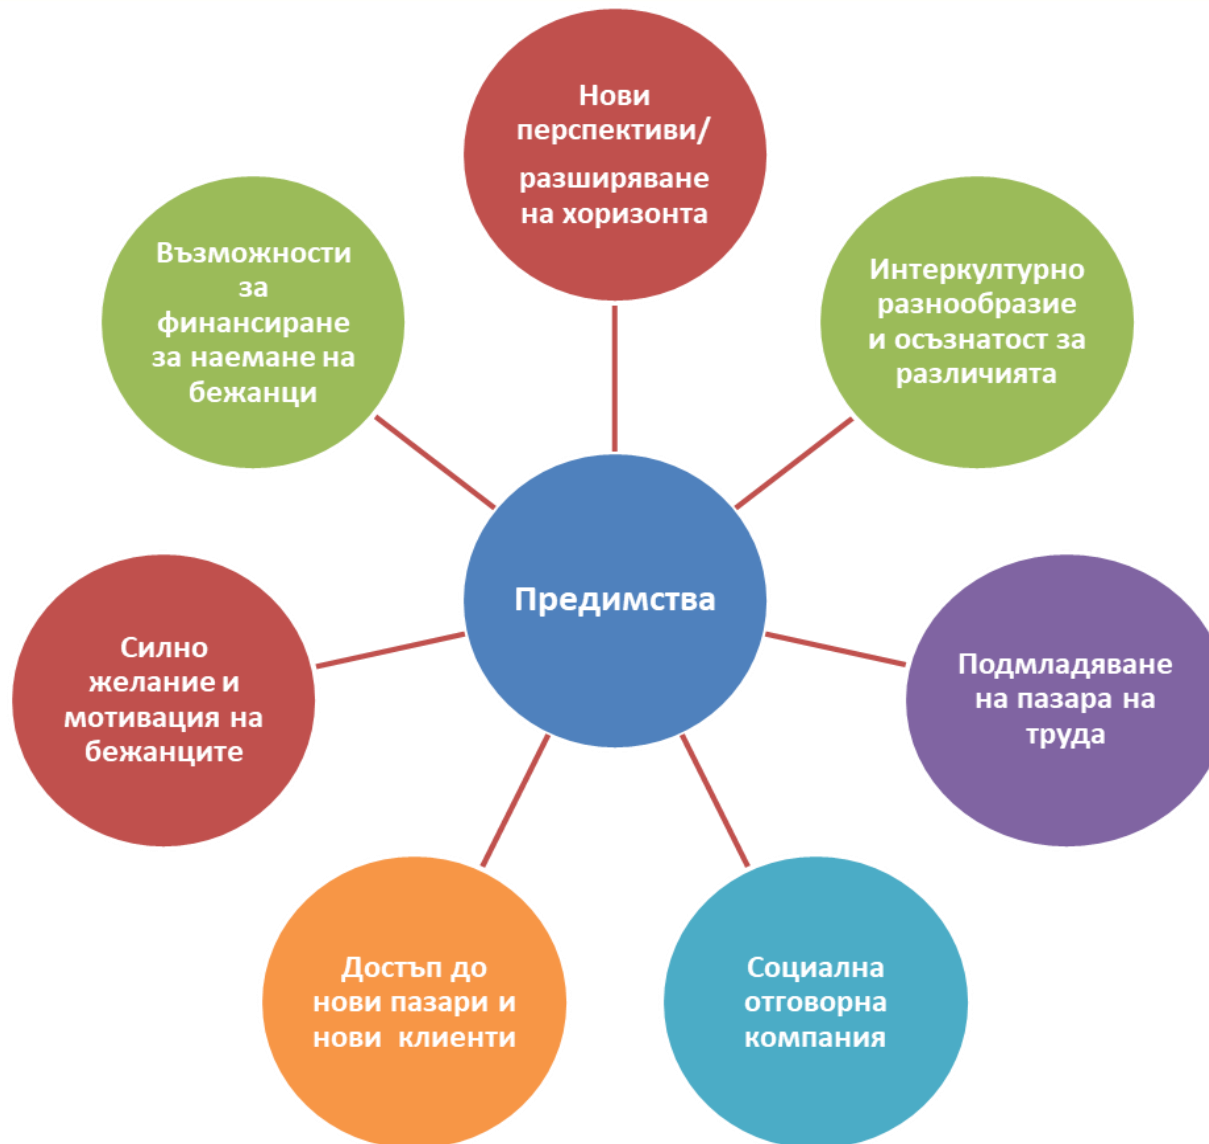 Нови
перспективи/
разширяване
на хоризонта
Интеркултурно
разнообразие
и осъзнатост за
различията
Подмладяване
на пазара на
труда
Социална
отговорна
компания
Достъп до
нови пазари и
нови клиенти
Силно
желание и
мотивация на
бежанците
Възможности
за
финансиране
за наемане на
бежанци
Предимства